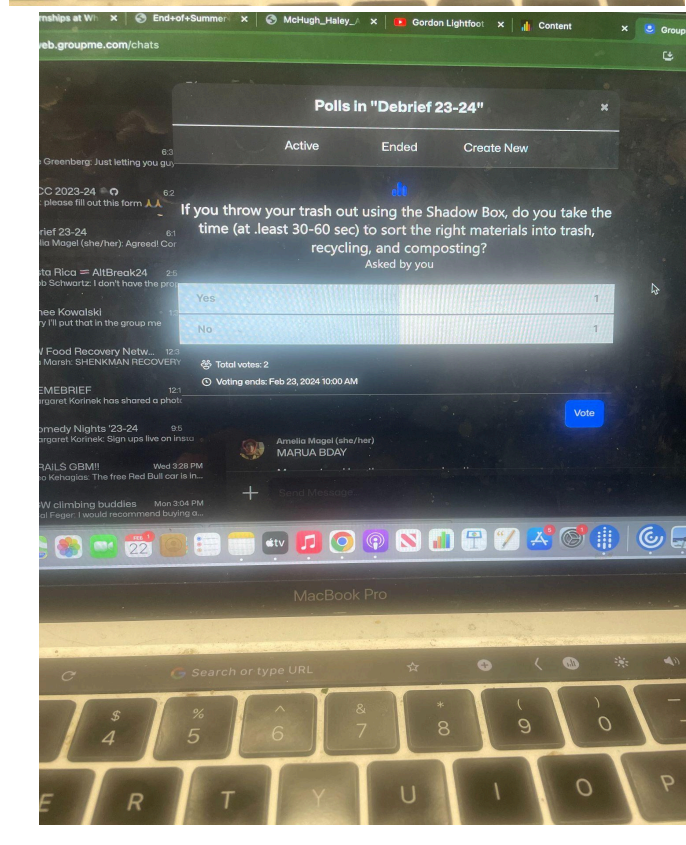 rnships at Wh × End+of+Summer × McHugh_Haley_A × Gordon Lightfoot × Content × Group
eb.groupme.com/chats
Polls in "Debrief 23-24" ×
Active Ended Create New
6:3
Greenberg: Just letting you guy
CC 2023-24 6:2
: please fill out this form
rief 23-24 6:1
lia Magel (she/her): Agreed! Cor
sta Rica = AltBreak24 2:5
b Schwartz: I don't have the prop
nee Kowalski 1:
ry I'll put that in the group me
Food Recovery Netw... 12:3
Marsh: SHENKMAN RECOVERY
EMEBRIEF 12:1
argaret Korinek has shared a photo
omedy Nights '23-24 9:5
argaret Korinek: Sign ups live on insta
RAILS GBM!! Wed 3:28 PM
o Kehagias: The free Red Bull car is in...
W climbing buddies Mon 3:04 PM
al Feger: I would recommend buying a...
If you throw your trash out using the Shadow Box, do you take the
time (at .least 30-60 sec) to sort the right materials into trash,
recycling, and composting?
Asked by you
Yes 1
No 1
Total votes: 2
Voting ends: Feb 23, 2024 10:00 AM
Vote
Amelia Magel (she/her)
MARUA BDAY
+ Send Message
FEB 1
22
tv
5
1
MacBook Pro
G Search or type URL
$ % ^ & * ( ) —
4 5 6 7 8 9 0
E R T Y U I O P